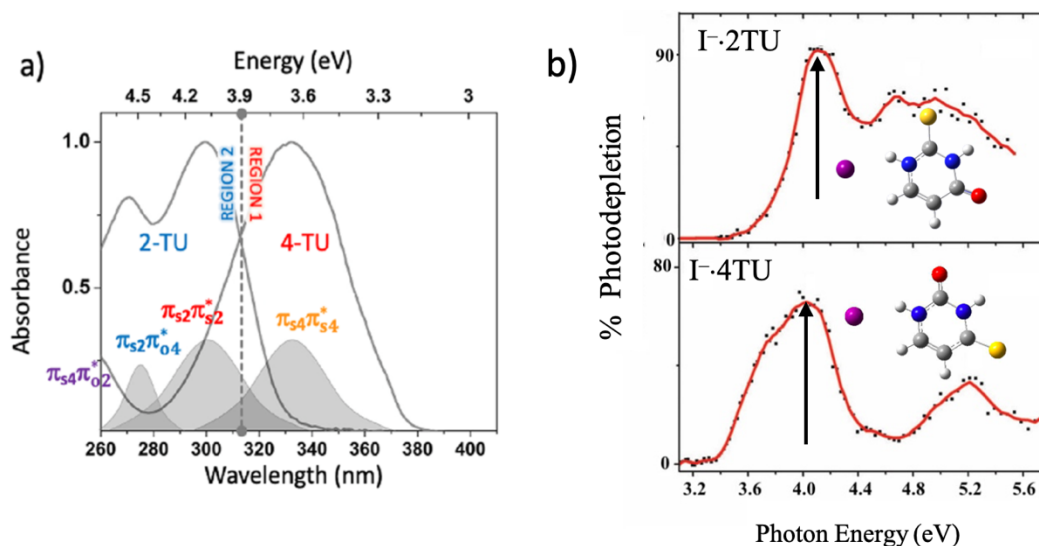 a)
Energy (eV)
4.5 4.2 3.9 3.6 3.3 3
1.0
0.5
Absorbance
REGION 2
REGION 1
2-TU
4-TU
πs2πs2*
πs4πs4*
πs2πo4*
πs4πo2*
260 280 300 320 340 360 380 400
Wavelength (nm)
b)
I⁻·2TU
90
0
% Photodepletion
I⁻·4TU
80
0
3.2 3.6 4.0 4.4 4.8 5.2 5.6
Photon Energy (eV)